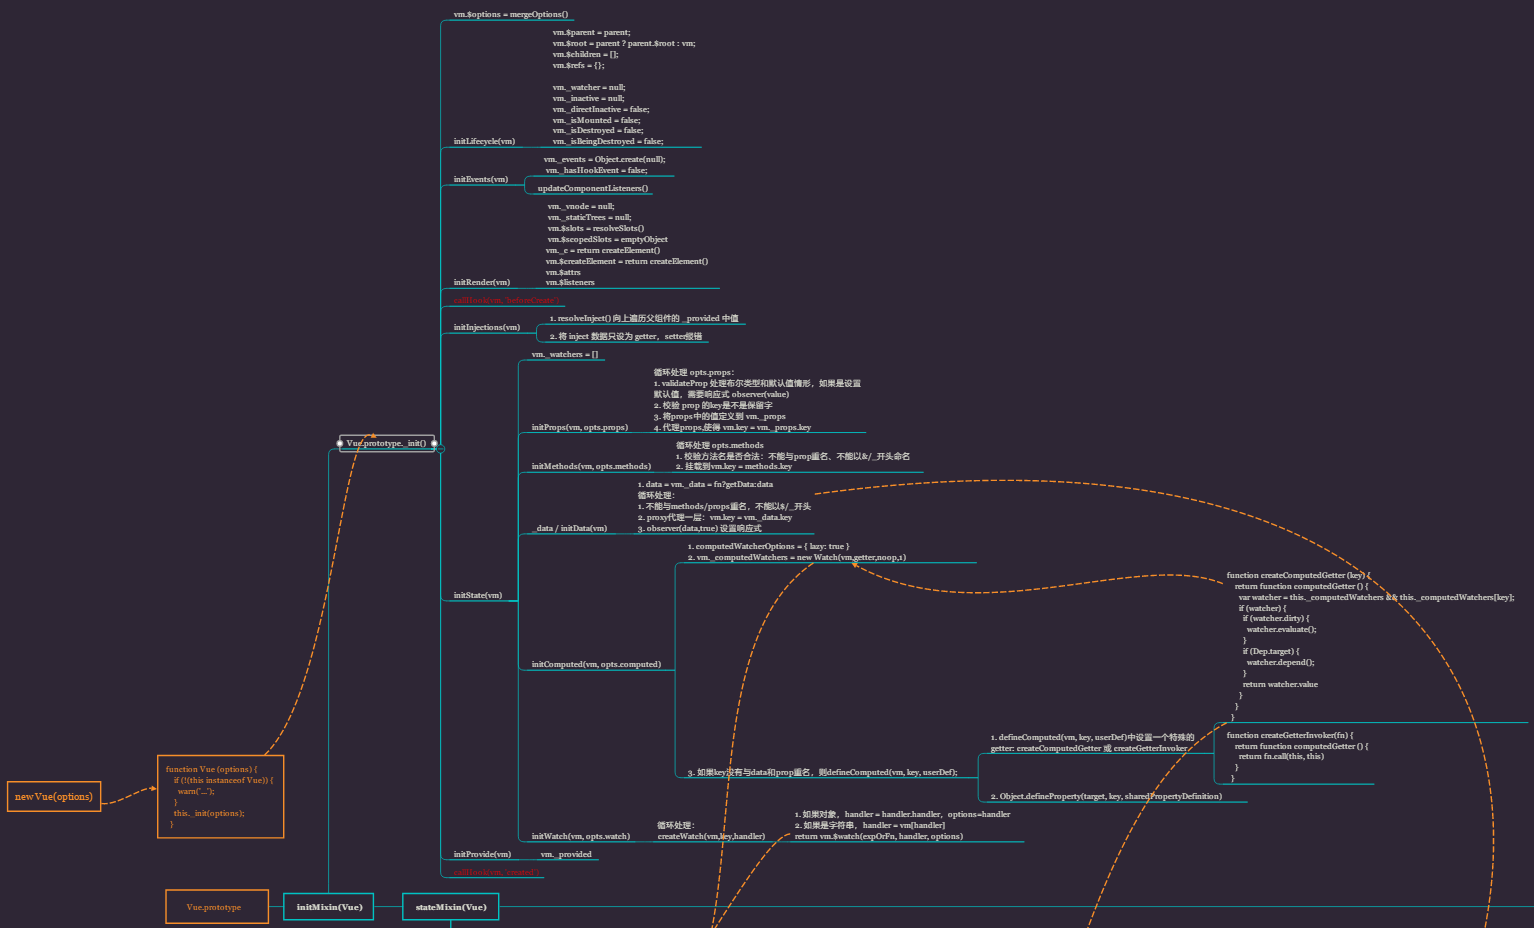 vm.$options = mergeOptions()
vm.$parent = parent;
vm.$root = parent ? parent.$root : vm;
vm.$children = [];
vm.$refs = {};
vm._watcher = null;
vm._inactive = null;
vm._directInactive = false;
vm._isMounted = false;
vm._isDestroyed = false;
initLifecycle(vm)
vm._isBeingDestroyed = false;
vm._events = Object.create(null);
vm._hasHookEvent = false;
initEvents(vm)
updateComponentListeners()
vm._vnode = null;
vm._staticTrees = null;
vm.$slots = resolveSlots()
vm.$scopedSlots = emptyObject
vm._c = return createElement()
vm.$createElement = return createElement()
vm.$attrs
initRender(vm)
vm.$listeners
callHook(vm, 'beforeCreate')
1. resolveInject() 向上遍历父组件的 _provided 中值
initInjections(vm)
2. 将 inject 数据只设为 getter，setter报错
vm._watchers = []
循环处理 opts.props：
1. validateProp 处理布尔类型和默认值情形，如果是设置
默认值，需要响应式 observer(value)
2. 校验 prop 的key是不是保留字
3. 将props中的值定义到 vm._props
initProps(vm, opts.props)
4. 代理props,使得 vm.key = vm._props.key
Vue.prototype._init()
循环处理 opts.methods
1. 校验方法名是否合法：不能与prop重名、不能以&/_开头命名
initMethods(vm, opts.methods)
2. 挂载到vm.key = methods.key
1. data = vm._data = fn?getData:data
循环处理：
1. 不能与methods/props重名，不能以$/_开头
2. proxy代理一层：vm.key = vm._data.key
_data / initData(vm)
3. observer(data,true) 设置响应式
1. computedWatcherOptions = { lazy: true }
2. vm._computedWatchers = new Watch(vm,getter,noop,1)
initState(vm)
function createComputedGetter (key) {
return function computedGetter () {
var watcher = this._computedWatchers && this._computedWatchers[key];
if (watcher) {
if (watcher.dirty) {
watcher.evaluate();
}
if (Dep.target) {
watcher.depend();
}
return watcher.value
}
}
}
initComputed(vm, opts.computed)
1. defineComputed(vm, key, userDef)中设置一个特殊的
getter: createComputedGetter 或 createGetterInvoker
function createGetterInvoker(fn) {
return function computedGetter () {
return fn.call(this, this)
}
}
3. 如果key没有与data和prop重名，则defineComputed(vm, key, userDef);
2. Object.defineProperty(target, key, sharedPropertyDefinition)
1. 如果对象，handler = handler.handler，options=handler
循环处理：
2. 如果是字符串，handler = vm[handler]
initWatch(vm, opts.watch)
createWatch(vm,key,handler)
return vm.$watch(expOrFn, handler, options)
initProvide(vm)
vm._provided
callHook(vm, 'created')
new Vue(options)
function Vue (options) {
if (!(this instanceof Vue)) {
warn("...");
}
this._init(options);
}
Vue.prototype
initMixin(Vue)
stateMixin(Vue)